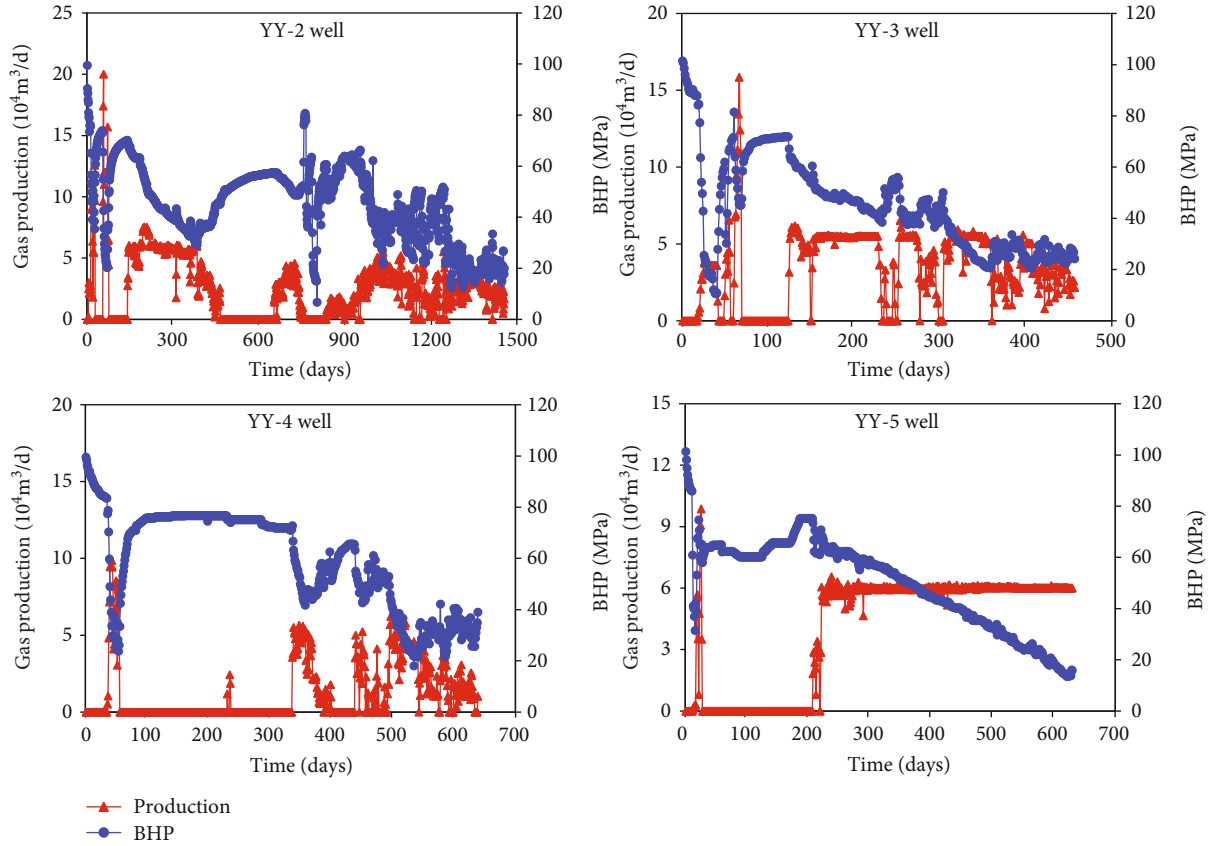 YY-2 well
Gas production (10⁴m³/d)
25
20
15
10
5
0
120
100
80
60
40
20
0
BHP (MPa)
0 300 600 900 1200 1500
Time (days)
YY-3 well
Gas production (10⁴m³/d)
20
15
10
5
0
120
100
80
60
40
20
0
BHP (MPa)
0 100 200 300 400 500
Time (days)
YY-4 well
Gas production (10⁴m³/d)
20
15
10
5
0
120
100
80
60
40
20
0
BHP (MPa)
0 100 200 300 400 500 600 700
Time (days)
YY-5 well
Gas production (10⁴m³/d)
15
12
9
6
3
0
120
100
80
60
40
20
0
BHP (MPa)
0 100 200 300 400 500 600 700
Time (days)
Production
BHP